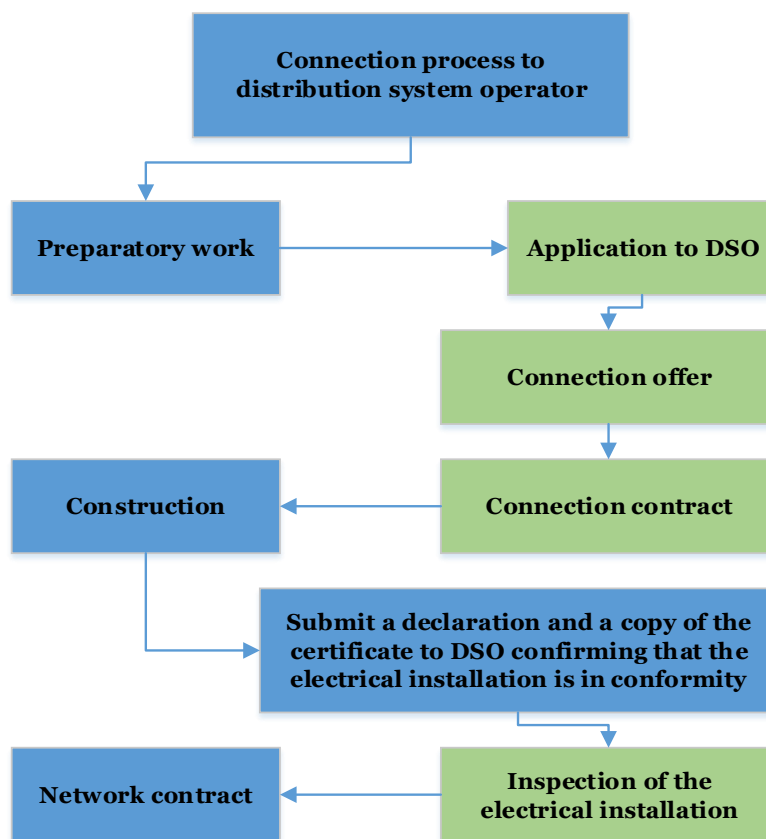 Connection process to
distribution system operator
Preparatory work
Application to DSO
Connection offer
Construction
Connection contract
Submit a declaration and a copy of the
certificate to DSO confirming that the
electrical installation is in conformity
Network contract
Inspection of the
electrical installation